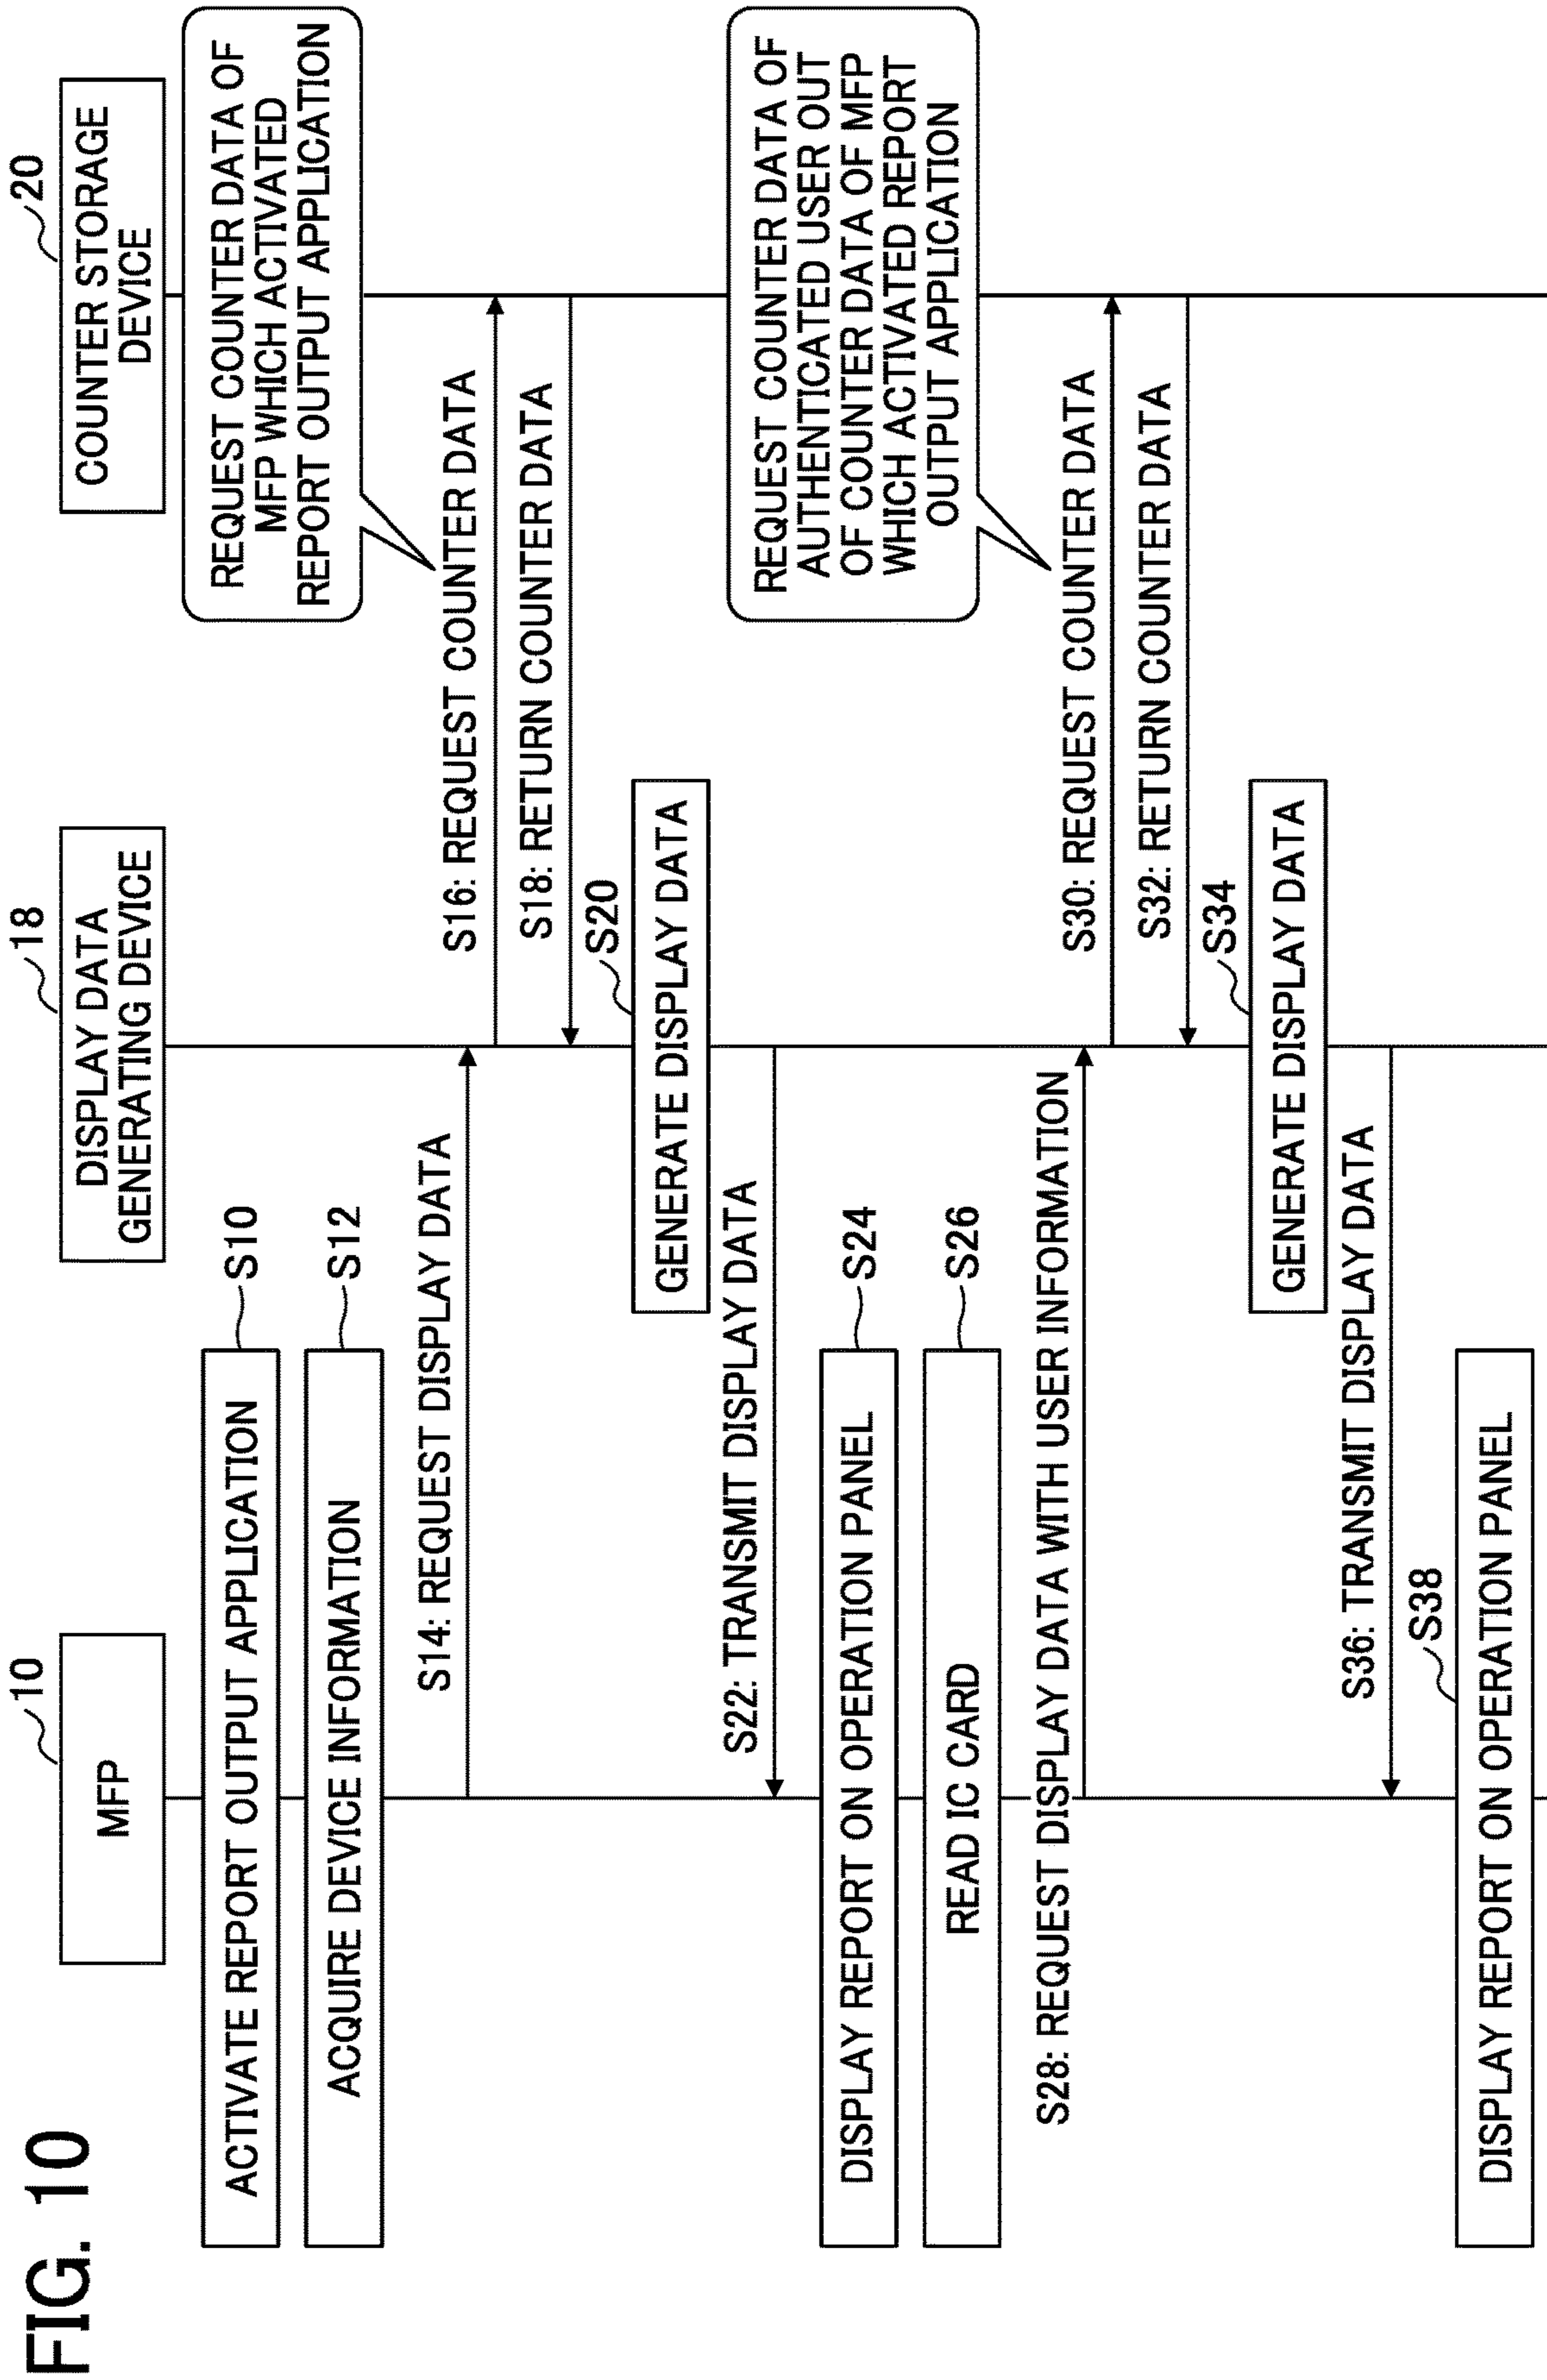 FIG. 10
10
MFP
18
DISPLAY DATA
GENERATING DEVICE
20
COUNTER STORAGE
DEVICE
ACTIVATE REPORT OUTPUT APPLICATION
S10
ACQUIRE DEVICE INFORMATION
S12
REQUEST COUNTER DATA OF
MFP WHICH ACTIVATED
REPORT OUTPUT APPLICATION
S14: REQUEST DISPLAY DATA
S16: REQUEST COUNTER DATA
S18: RETURN COUNTER DATA
S20
GENERATE DISPLAY DATA
S22: TRANSMIT DISPLAY DATA
DISPLAY REPORT ON OPERATION PANEL
S24
READ IC CARD
S26
REQUEST COUNTER DATA OF
AUTHENTICATED USER OUT
OF COUNTER DATA OF MFP
WHICH ACTIVATED REPORT
OUTPUT APPLICATION
S28: REQUEST DISPLAY DATA WITH USER INFORMATION
S30: REQUEST COUNTER DATA
S32: RETURN COUNTER DATA
S34
GENERATE DISPLAY DATA
S36: TRANSMIT DISPLAY DATA
S38
DISPLAY REPORT ON OPERATION PANEL